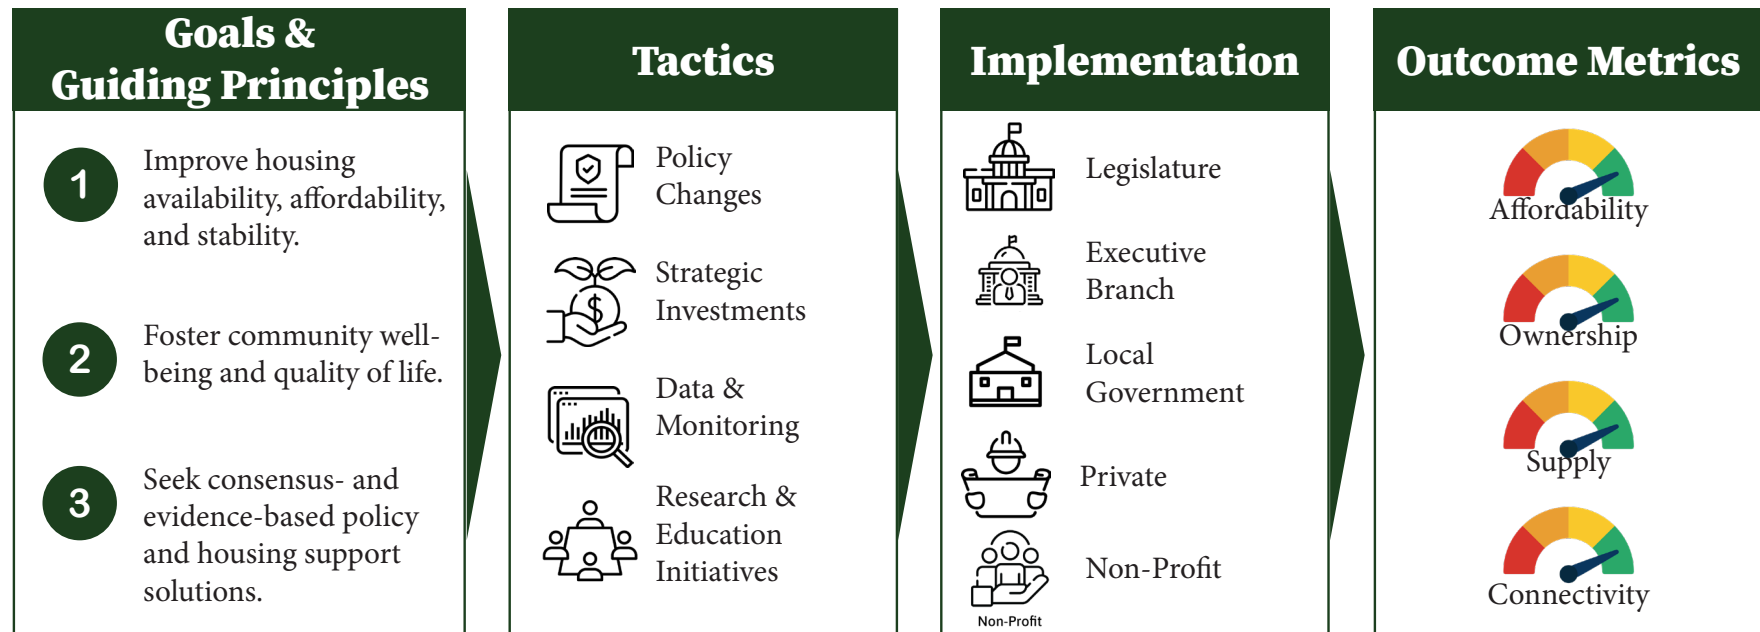 Goals &
Guiding Principles
1
Improve housing
availability, affordability,
and stability.
2
Foster community well-
being and quality of life.
3
Seek consensus- and
evidence-based policy
and housing support
solutions.
Tactics
Policy
Changes
Strategic
Investments
$
Data &
Monitoring
Research &
Education
Initiatives
Implementation
Legislature
Executive
Branch
Local
Government
Private
Non-Profit
Non-Profit
Outcome Metrics
Affordability
Ownership
Supply
Connectivity